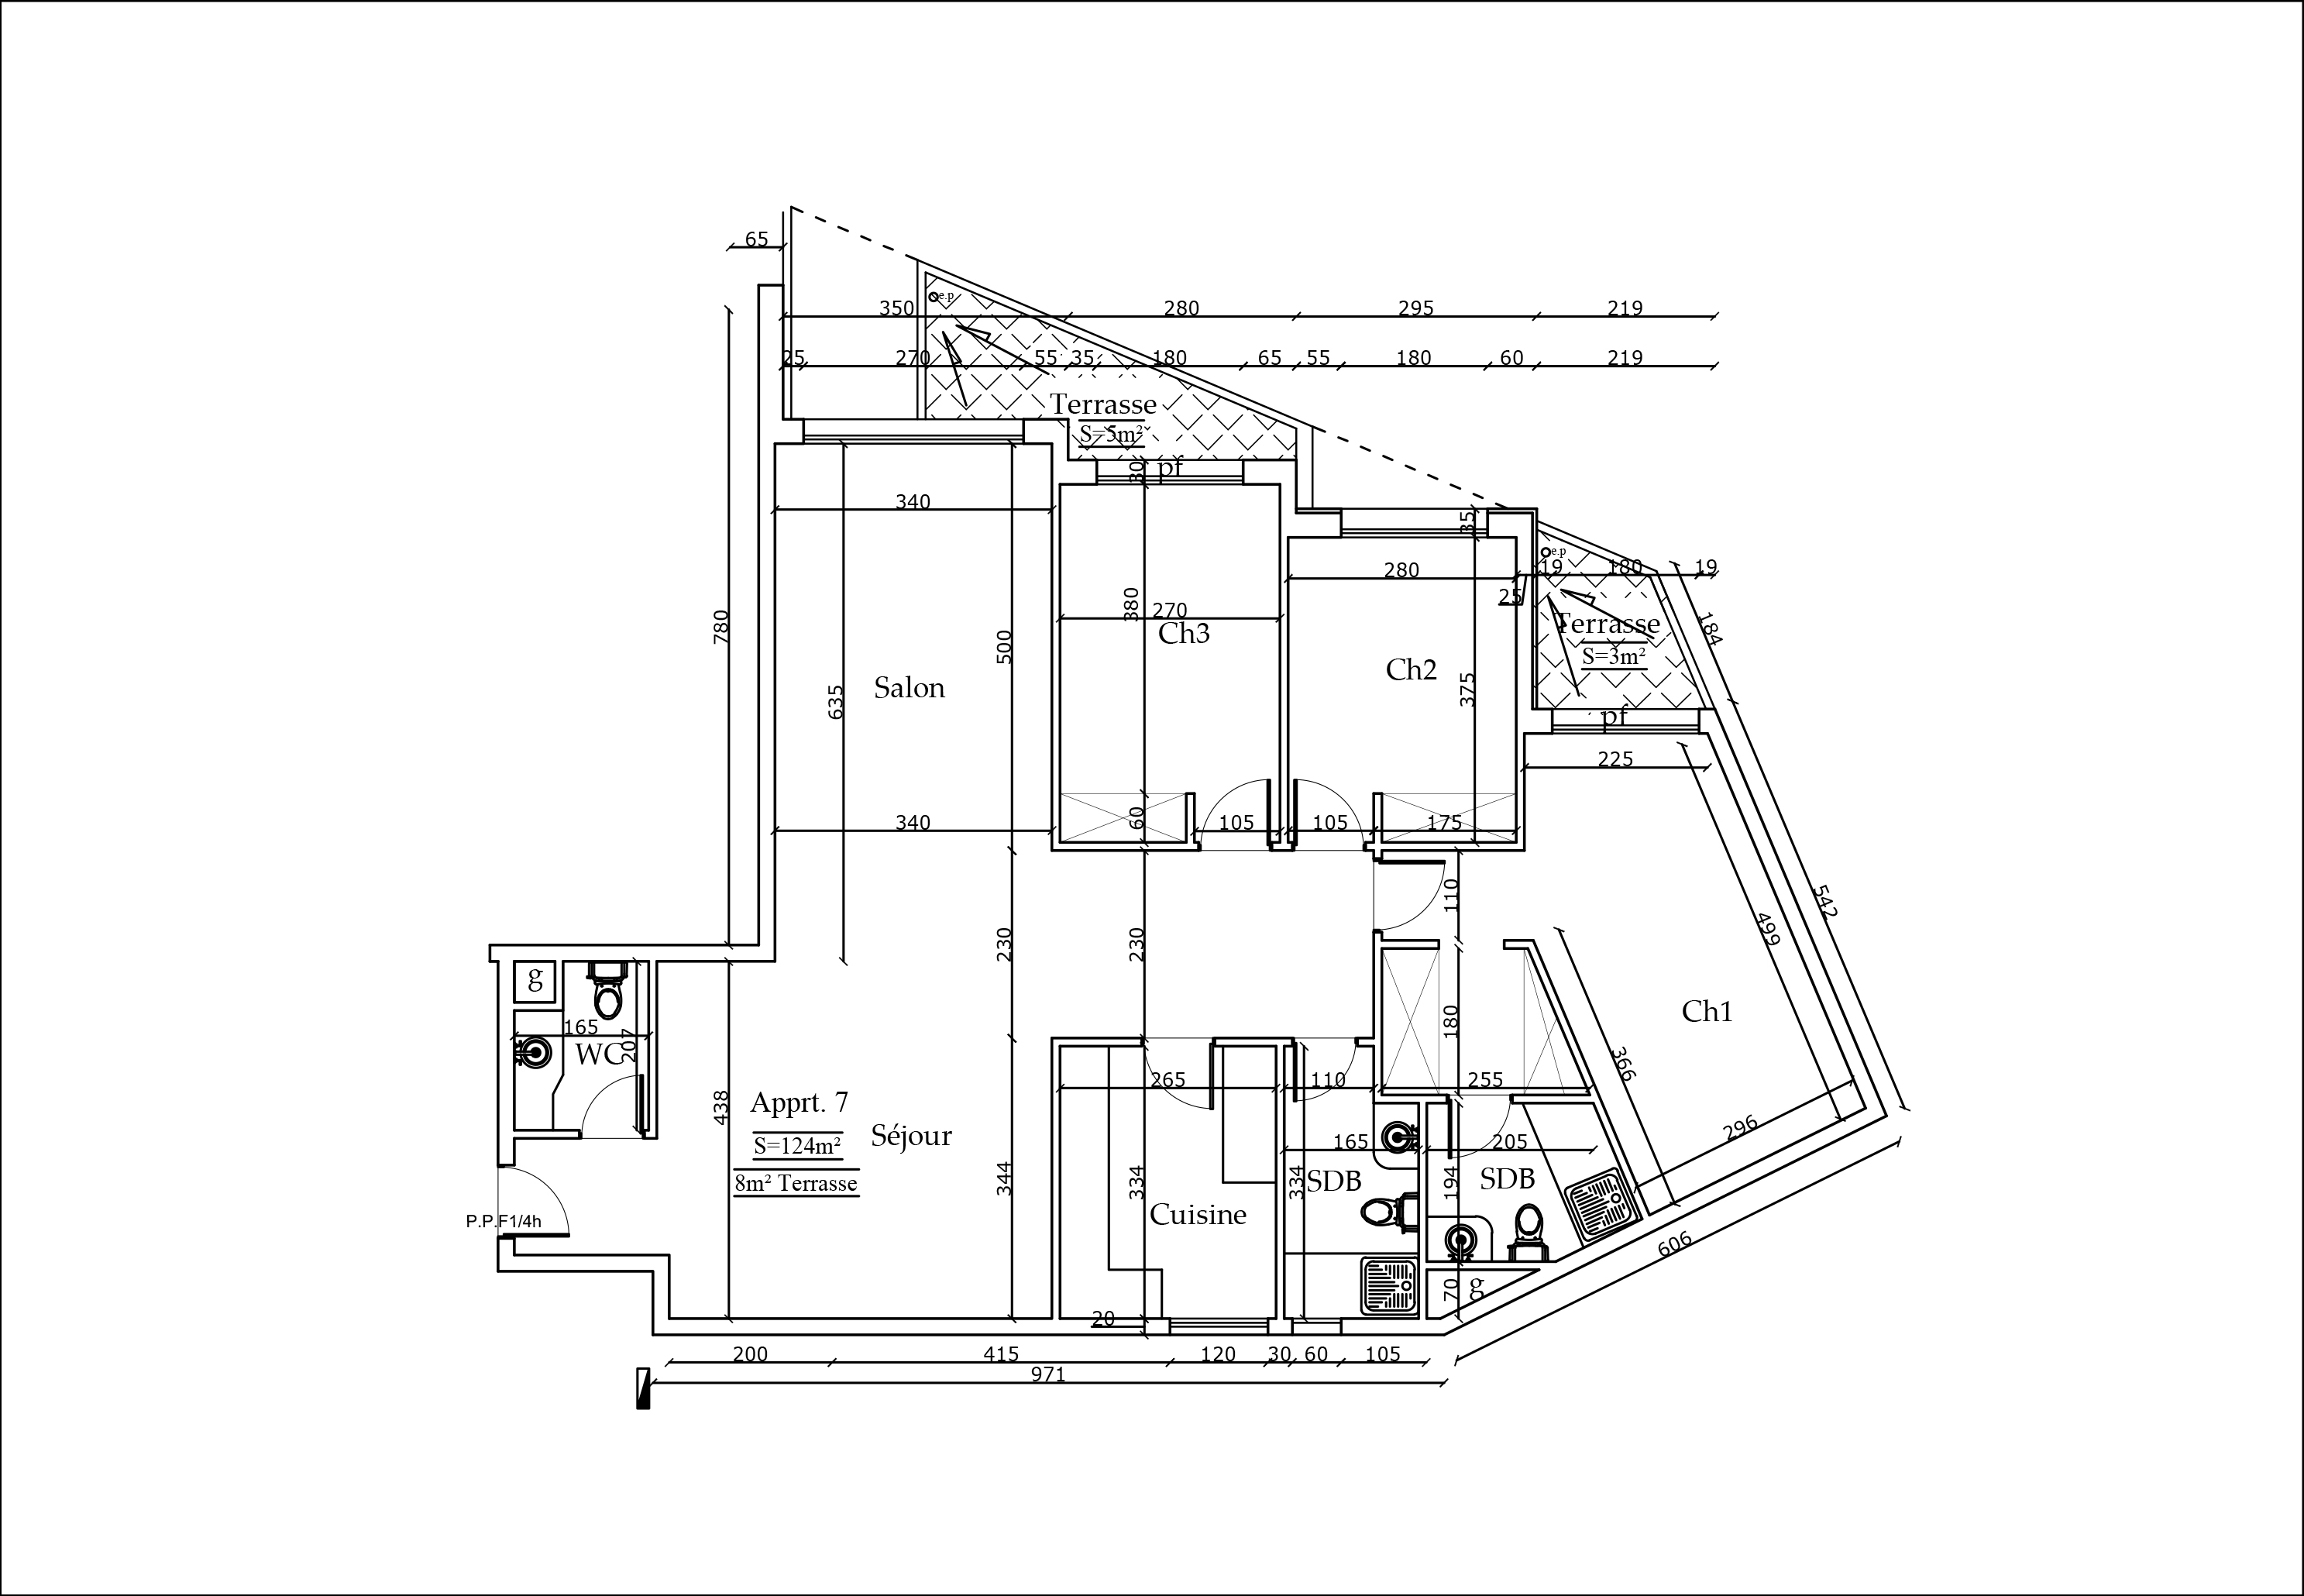 65
350 280 295 219
25 270 55 35 180 65 55 180 60 219
e.p
Terrasse
S=5m²
30 pf
340
35
e.p
280
19 180 19
25
380
270
Ch3
780
500
Terrasse
184
S=3m²
Ch2
Salon
635
375
pf
225
340
60
105
105
175
110
542
499
230
230
g
165
WC
207
180
Ch1
366
265
110
255
438
Apprt. 7
Séjour
S=124m²
8m² Terrasse
296
165
205
344
334
334
SDB
194
SDB
P.P.F1/4h
Cuisine
606
70
g
20
200 415 120 30 60 105
971